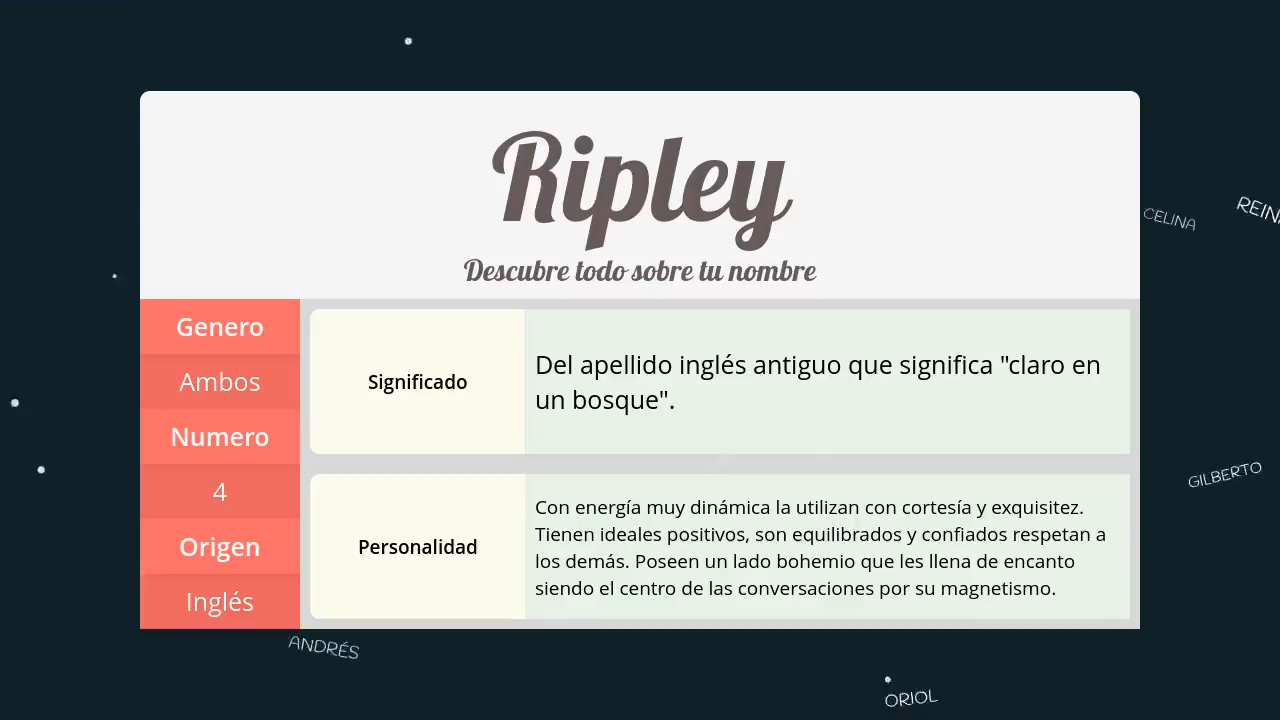 Ripley
Descubre todo sobre tu nombre
Genero
Ambos
Numero
4
Origen
Inglés
Significado
Del apellido inglés antiguo que significa "claro en
un bosque".
Personalidad
Con energía muy dinámica la utilizan con cortesía y exquisitez.
Tienen ideales positivos, son equilibrados y confiados respetan a
los demás. Poseen un lado bohemio que les llena de encanto
siendo el centro de las conversaciones por su magnetismo.
CELINA
GILBERTO
ANDRÉS
ORIOL